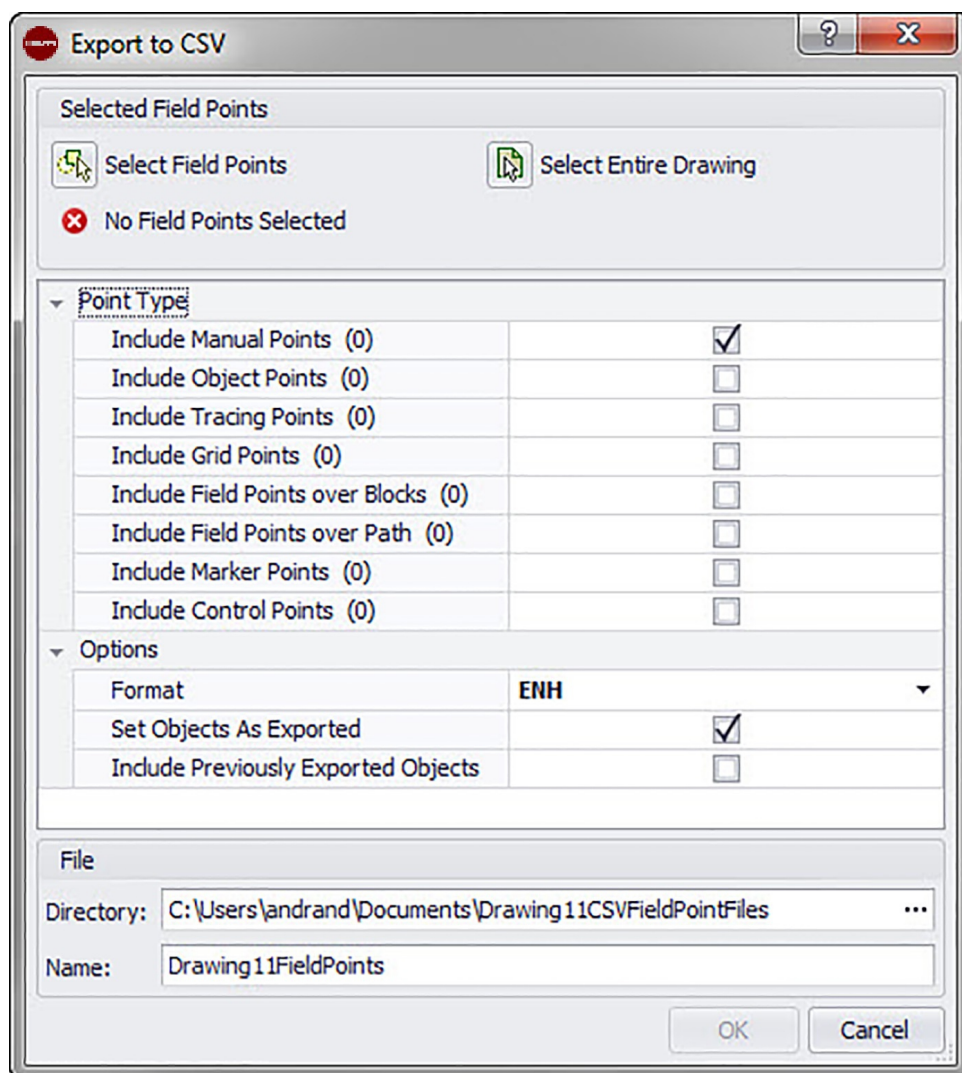 Export to CSV
Selected Field Points
Select Field Points Select Entire Drawing
No Field Points Selected
Point Type
Include Manual Points (0)
Include Object Points (0)
Include Tracing Points (0)
Include Grid Points (0)
Include Field Points over Blocks (0)
Include Field Points over Path (0)
Include Marker Points (0)
Include Control Points (0)
Options
Format ENH
Set Objects As Exported
Include Previously Exported Objects
File
Directory: C:\Users\andrand\Documents\Drawing11CSVFieldPointFiles ...
Name: Drawing11FieldPoints
OK Cancel